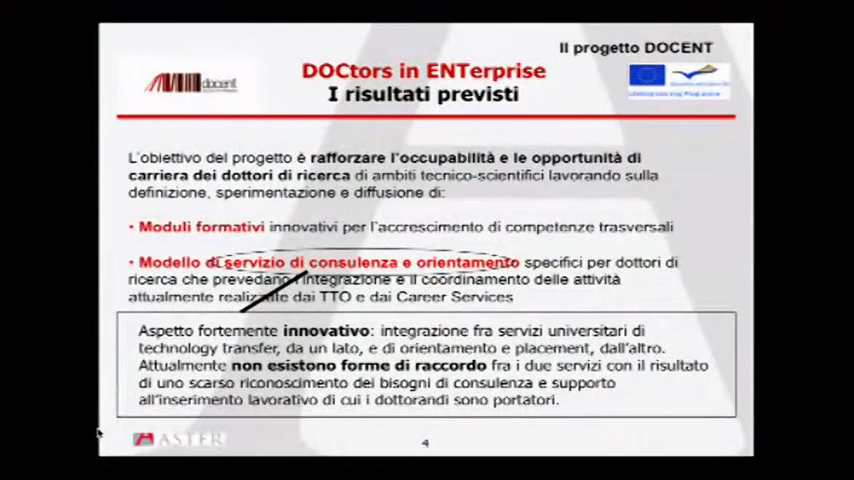 Il progetto DOCENT
docent
DOCtors in ENTerprise
I risultati previsti
L'obiettivo del progetto è rafforzare l'occupabilità e le opportunità di
carriera dei dottori di ricerca di ambiti tecnico-scientifici lavorando sulla
definizione, sperimentazione e diffusione di:
• Moduli formativi innovativi per l'accrescimento di competenze trasversali
• Modello di servizio di consulenza e orientamento specifici per dottori di
ricerca che prevedano l'integrazione e il coordinamento delle attività
attualmente realizzate dai TTO e dai Career Services
Aspetto fortemente innovativo: integrazione fra servizi universitari di
technology transfer, da un lato, e di orientamento e placement, dall'altro.
Attualmente non esistono forme di raccordo fra i due servizi con il risultato
di uno scarso riconoscimento dei bisogni di consulenza e supporto
all'inserimento lavorativo di cui i dottorandi sono portatori.
ASTER
4